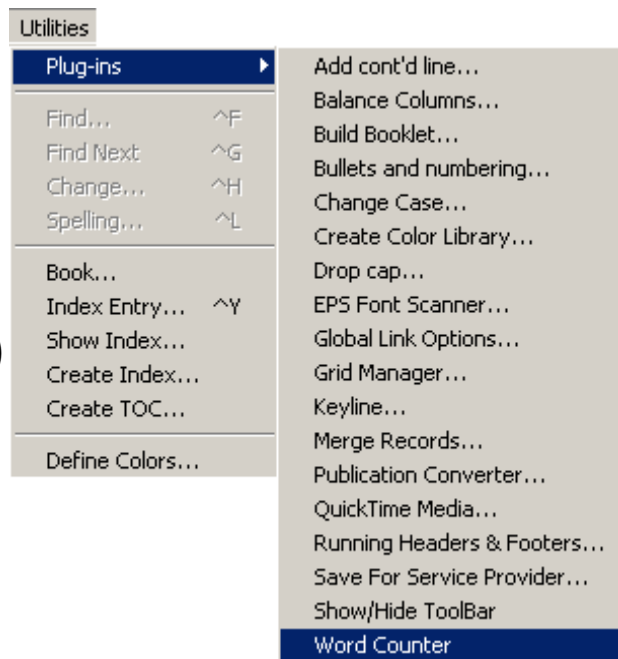 Utilities
Plug-ins
Find... ^F
Find Next ^G
Change... ^H
Spelling... ^L
Book...
Index Entry... ^Y
Show Index...
Create Index...
Create TOC...
Define Colors...
Add cont'd line...
Balance Columns...
Build Booklet...
Bullets and numbering...
Change Case...
Create Color Library...
Drop cap...
EPS Font Scanner...
Global Link Options...
Grid Manager...
Keyline...
Merge Records...
Publication Converter...
QuickTime Media...
Running Headers & Footers...
Save For Service Provider...
Show/Hide ToolBar
Word Counter
)